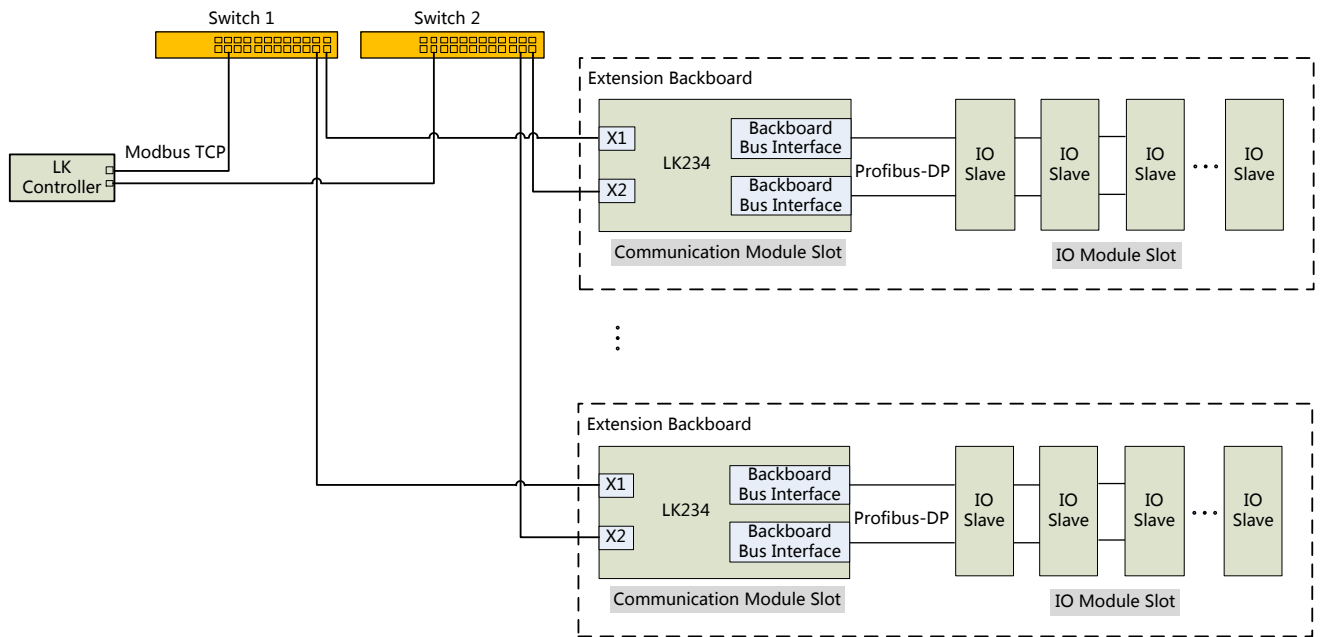 Switch 1
Switch 2
Modbus TCP
LK
Controller
Extension Backboard
X1
X2
LK234
Backboard
Bus Interface
Backboard
Bus Interface
Profibus-DP
IO
Slave
IO
Slave
IO
Slave
IO
Slave
Communication Module Slot
IO Module Slot
Extension Backboard
X1
X2
LK234
Backboard
Bus Interface
Backboard
Bus Interface
Profibus-DP
IO
Slave
IO
Slave
IO
Slave
IO
Slave
Communication Module Slot
IO Module Slot